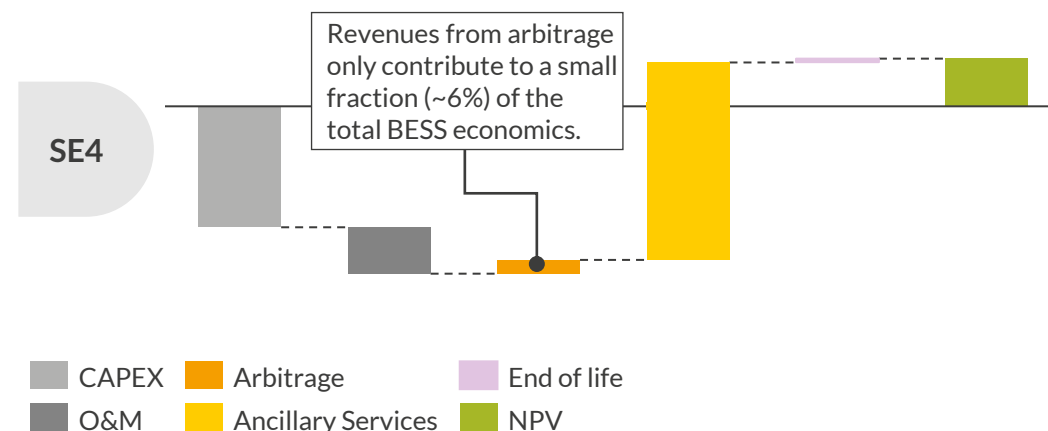 Revenues from arbitrage
only contribute to a small
fraction (~6%) of the
total BESS economics.
SE4
CAPEX
Arbitrage
End of life
O&M
Ancillary Services
NPV